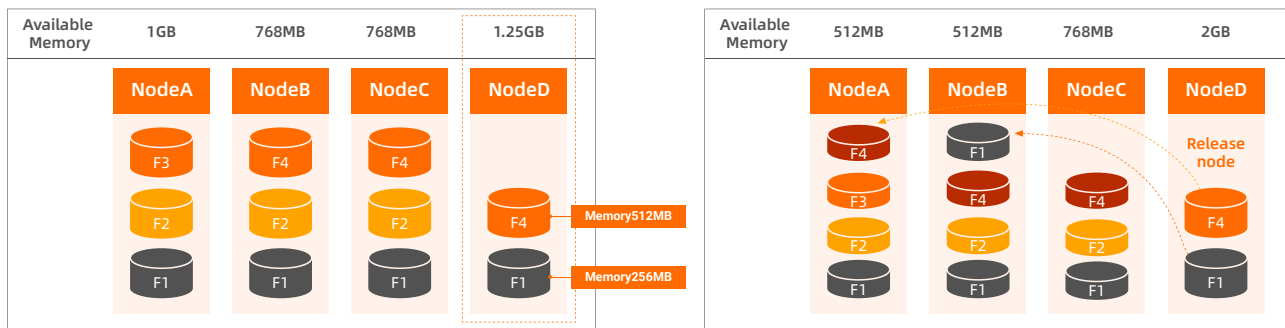 Available
Memory
1GB
768MB
768MB
1.25GB
NodeA
NodeB
NodeC
NodeD
F3
F4
F4
F2
F2
F2
F4
Memory512MB
F1
F1
F1
F1
Memory256MB
Available
Memory
512MB
512MB
768MB
2GB
NodeA
NodeB
NodeC
NodeD
F4
F1
Release
node
F3
F4
F4
F4
F2
F2
F2
F1
F1
F1
F1